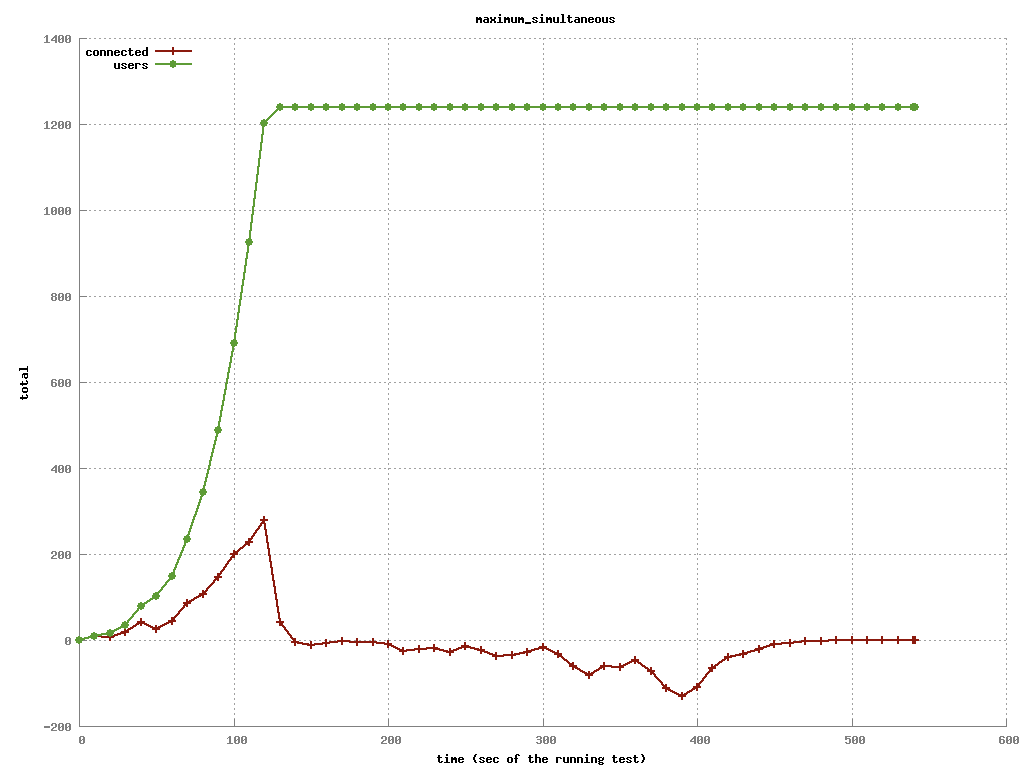 maximum_simultaneous
1400
connected
users
1200
1000
800
600
total
400
200
0
-200
0 100 200 300 400 500 600
time (sec of the running test)